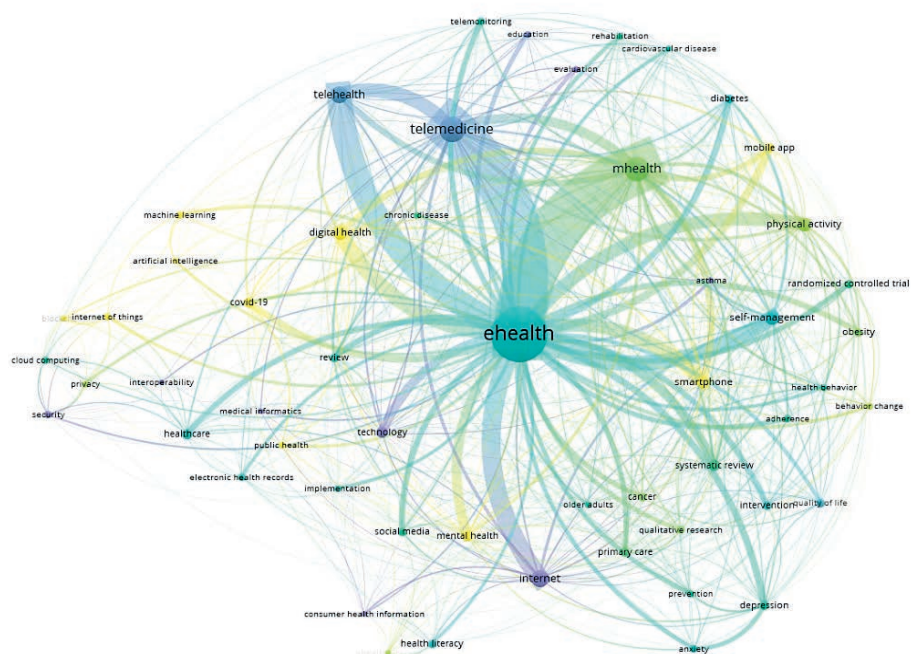 telemonitoring
education
rehabilitation
cardiovascular disease
evaluation
telehealth
diabetes
telemedicine
mobile app
mhealth
machine learning
chronic disease
physical activity
digital health
artificial intelligence
asthma
randomized controlled trial
covid-19
internet of things
self-management
ehealth
obesity
cloud computing
review
privacy
interoperability
smartphone
health behavior
security
medical informatics
behavior change
adherence
healthcare
technology
public health
systematic review
electronic health records
implementation
cancer
older adults
intervention
quality of life
social media
mental health
qualitative research
primary care
internet
prevention
consumer health information
depression
health literacy
anxiety